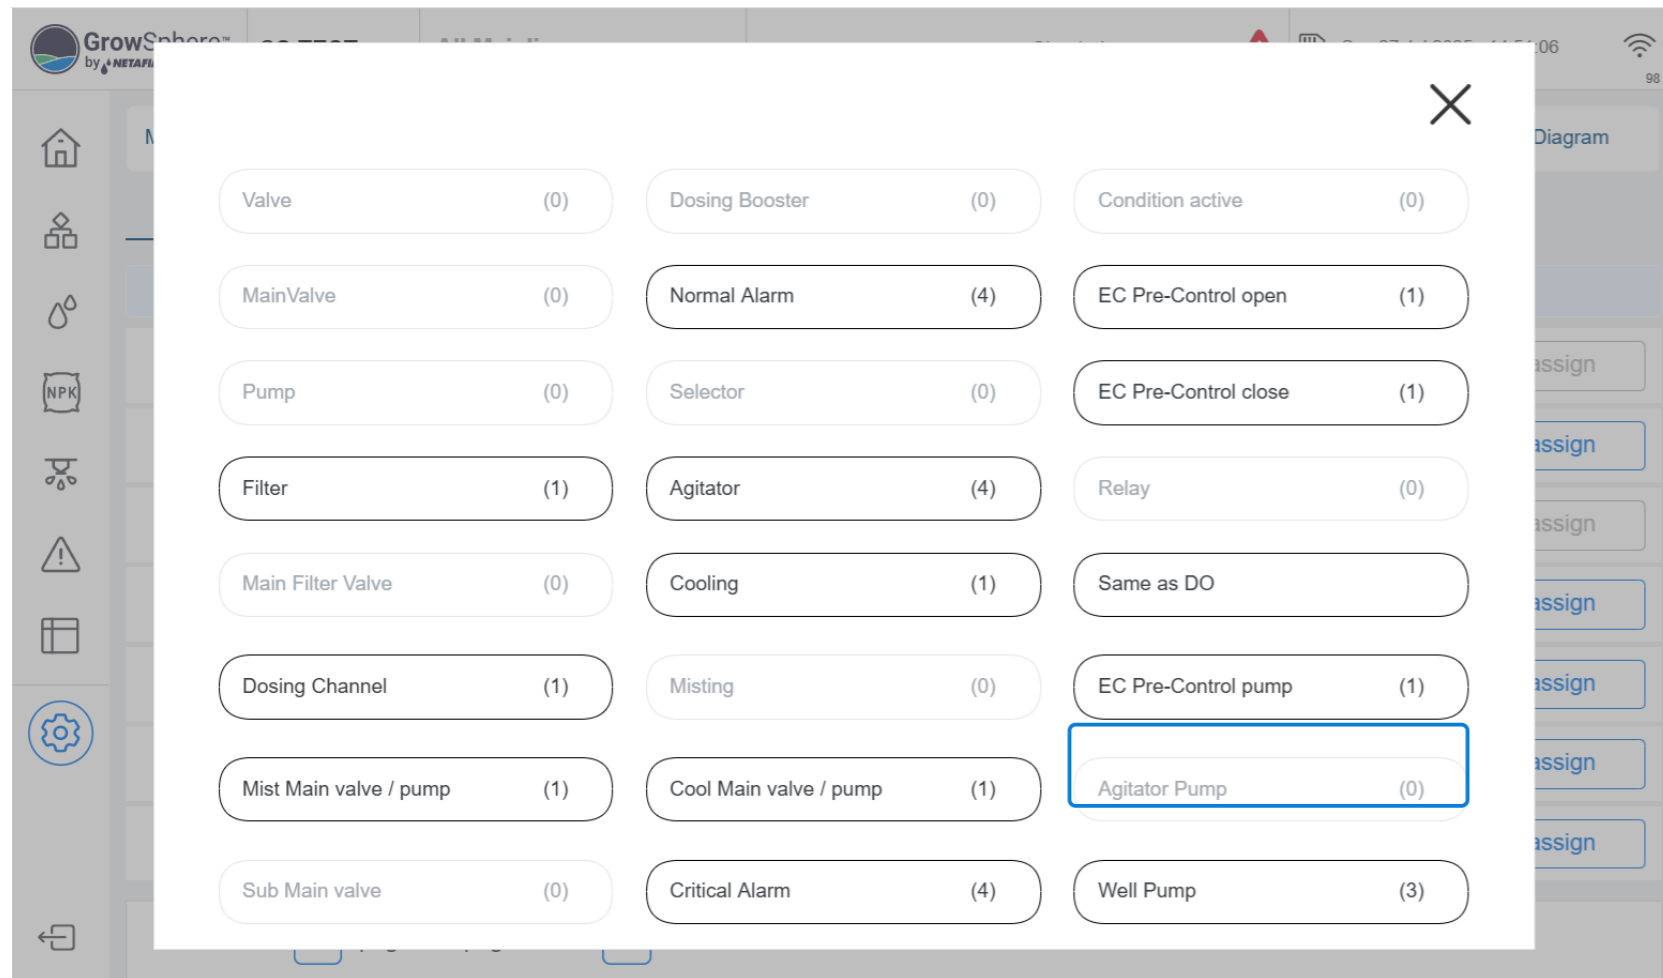 GrowSphere™
by NETAFIM
:06
98
Diagram
Valve (0) Dosing Booster (0) Condition active (0)
MainValve (0) Normal Alarm (4) EC Pre-Control open (1)
Pump (0) Selector (0) EC Pre-Control close (1)
assign
NPK
assign
Filter (1) Agitator (4) Relay (0)
assign
Main Filter Valve (0) Cooling (1) Same as DO
assign
Dosing Channel (1) Misting (0) EC Pre-Control pump (1)
assign
Mist Main valve / pump (1) Cool Main valve / pump (1) Agitator Pump (0)
assign
assign
Sub Main valve (0) Critical Alarm (4) Well Pump (3)